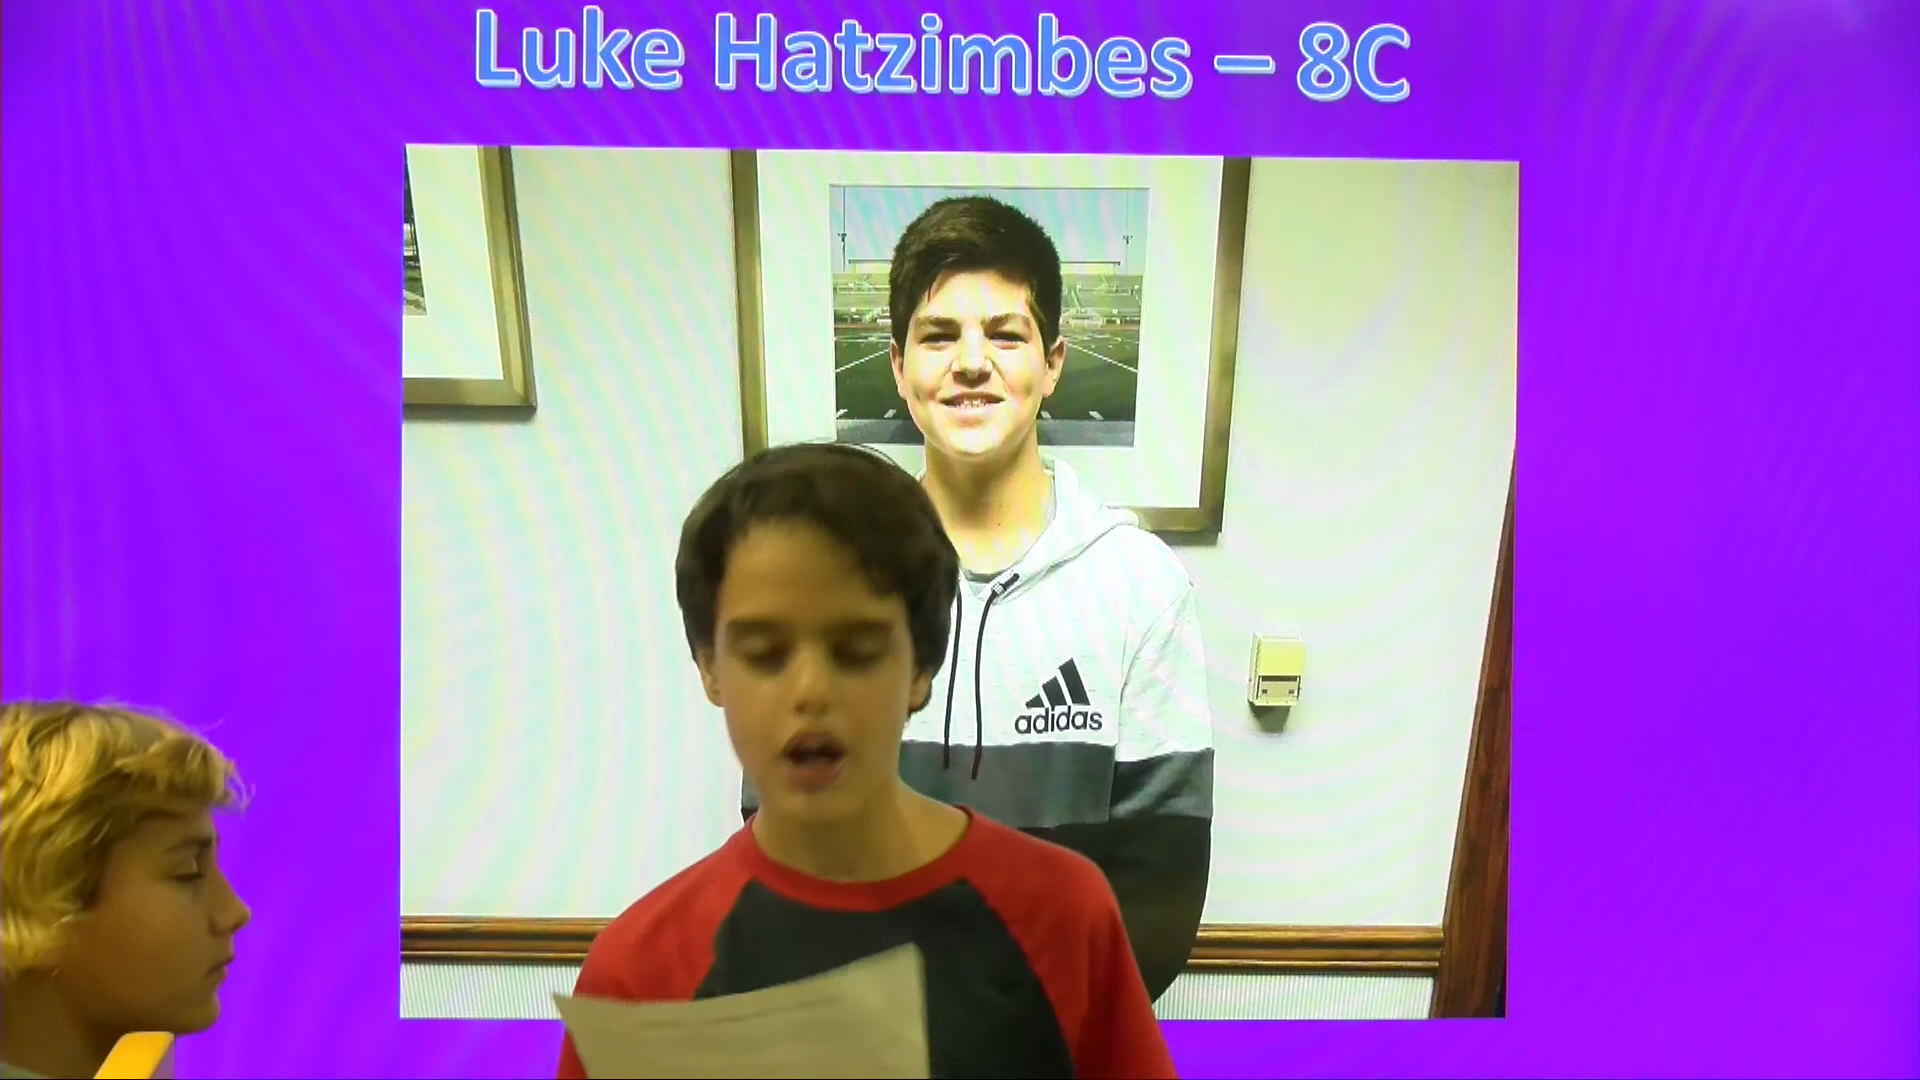 Luke Hatzimbes – 8C
adidas